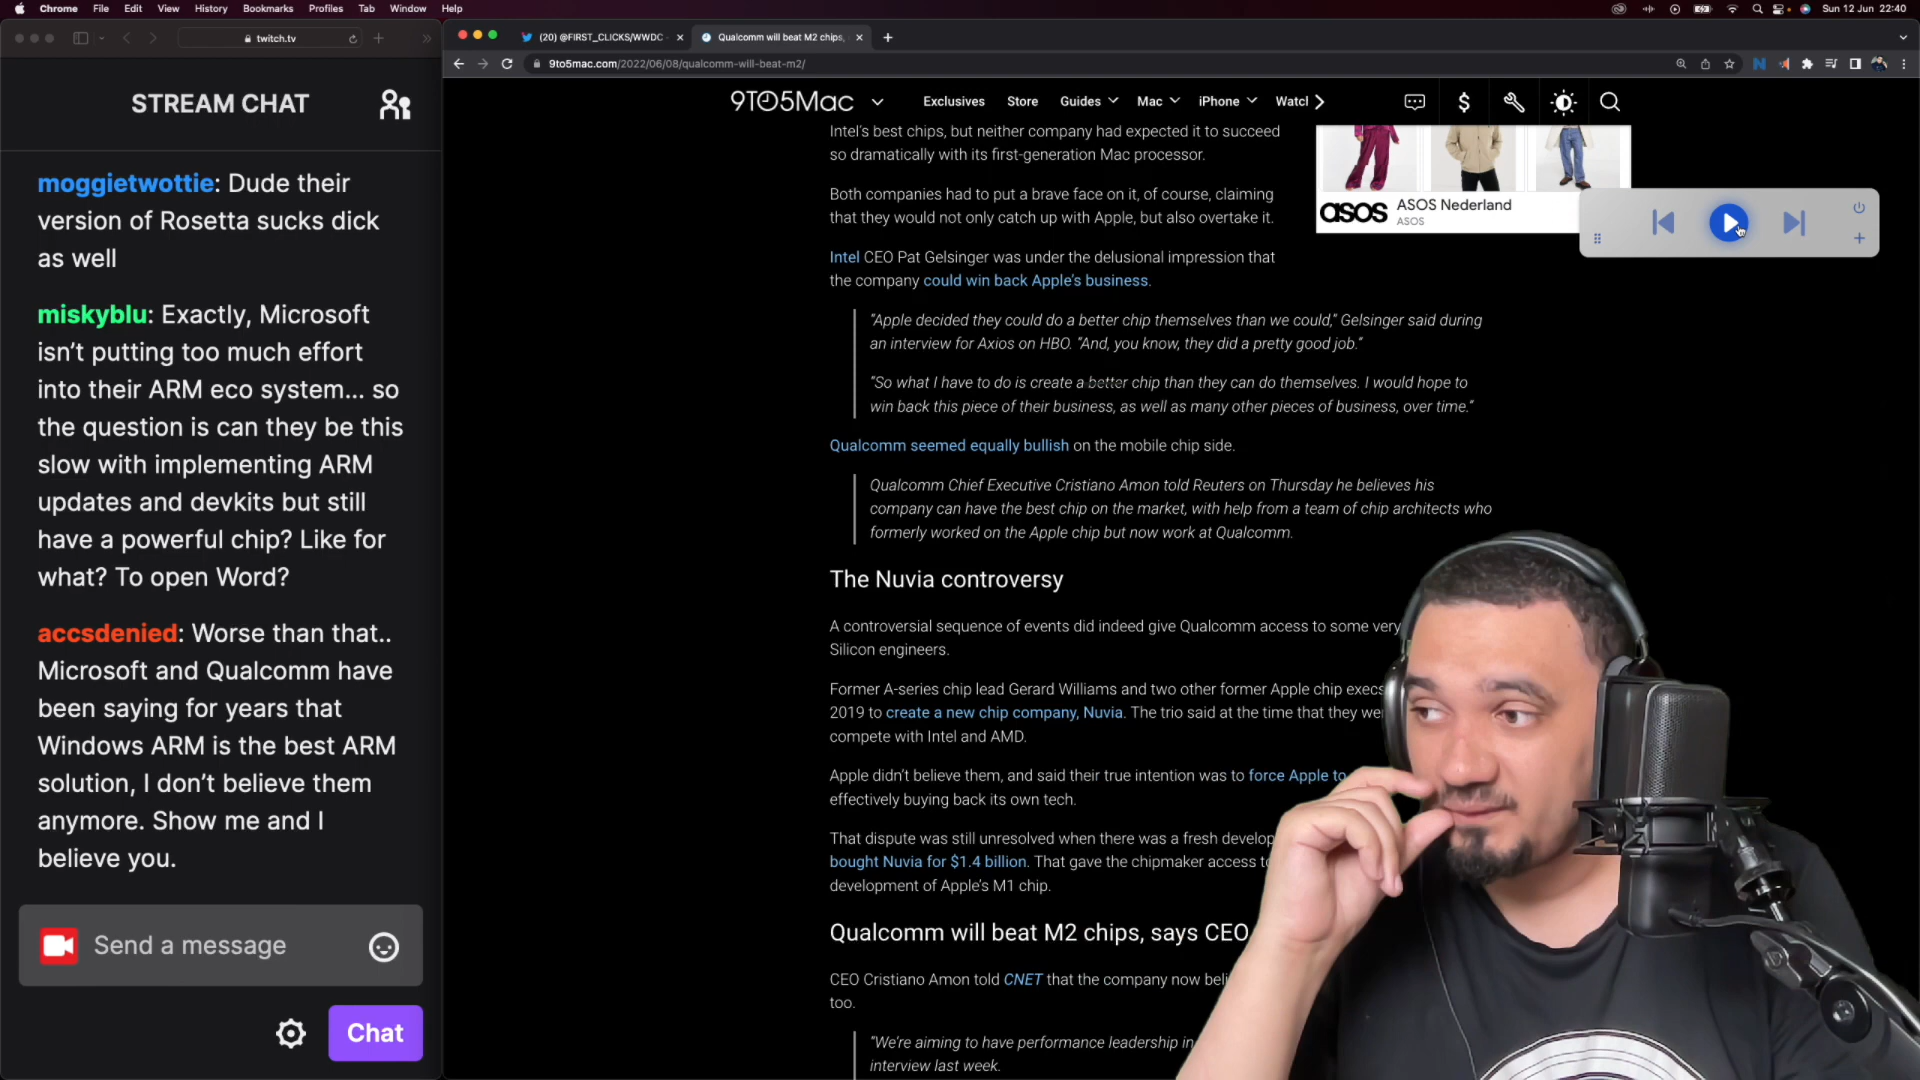 Chrome File Edit View History Bookmarks Profiles Tab Window Help Sun 12 Jun 22:40
twitch.tv
(20) @FIRST_CLICKS/WWDC
Qualcomm will beat M2 chips,
9to5mac.com/2022/06/08/qualcomm-will-beat-m2/
STREAM CHAT
moggietwottie: Dude their
version of Rosetta sucks dick
as well
miskyblu: Exactly, Microsoft
isn't putting too much effort
into their ARM eco system... so
the question is can they be this
slow with implementing ARM
updates and devkits but still
have a powerful chip? Like for
what? To open Word?
accsdenied: Worse than that..
Microsoft and Qualcomm have
been saying for years that
Windows ARM is the best ARM
solution, I don't believe them
anymore. Show me and I
believe you.
Send a message
Chat
9TO5Mac Exclusives Store Guides Mac iPhone Watcl
Intel's best chips, but neither company had expected it to succeed
so dramatically with its first-generation Mac processor.
Both companies had to put a brave face on it, of course, claiming
that they would not only catch up with Apple, but also overtake it.
asos ASOS Nederland
ASOS
Intel CEO Pat Gelsinger was under the delusional impression that
the company could win back Apple's business.
"Apple decided they could do a better chip themselves than we could," Gelsinger said during
an interview for Axios on HBO. "And, you know, they did a pretty good job."
"So what I have to do is create a better chip than they can do themselves. I would hope to
win back this piece of their business, as well as many other pieces of business, over time."
Qualcomm seemed equally bullish on the mobile chip side.
Qualcomm Chief Executive Cristiano Amon told Reuters on Thursday he believes his
company can have the best chip on the market, with help from a team of chip architects who
formerly worked on the Apple chip but now work at Qualcomm.
The Nuvia controversy
A controversial sequence of events did indeed give Qualcomm access to some very
Silicon engineers.
Former A-series chip lead Gerard Williams and two other former Apple chip execs
2019 to create a new chip company, Nuvia. The trio said at the time that they we
compete with Intel and AMD.
Apple didn't believe them, and said their true intention was to force Apple to
effectively buying back its own tech.
That dispute was still unresolved when there was a fresh develop
bought Nuvia for $1.4 billion. That gave the chipmaker access to
development of Apple's M1 chip.
Qualcomm will beat M2 chips, says CEO
CEO Cristiano Amon told CNET that the company now beli
too.
"We're aiming to have performance leadership in
interview last week.